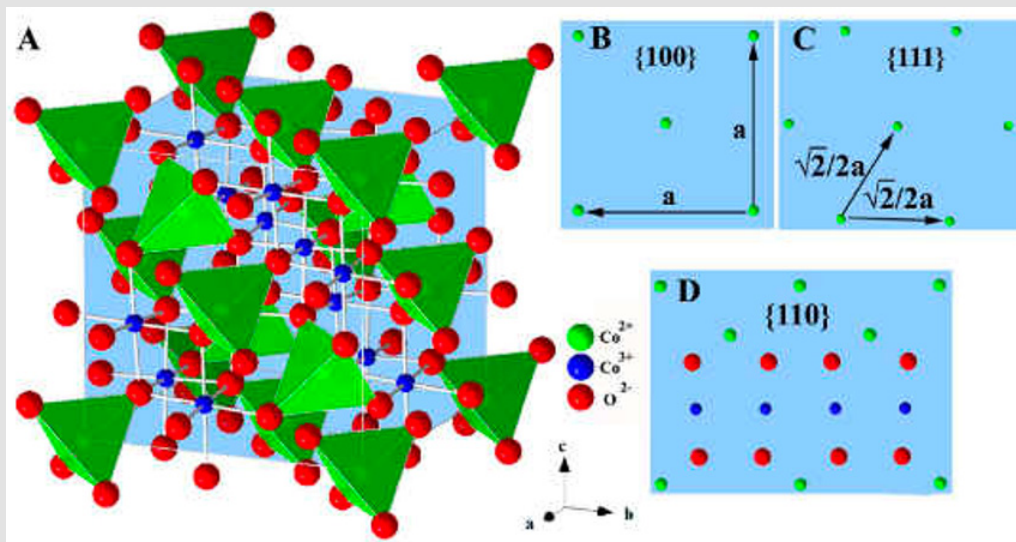 A
B
{100}
a
a
C
{111}
√2/2a
√2/2a
D
{110}
Co2+
Co3+
O2-
c
a
b